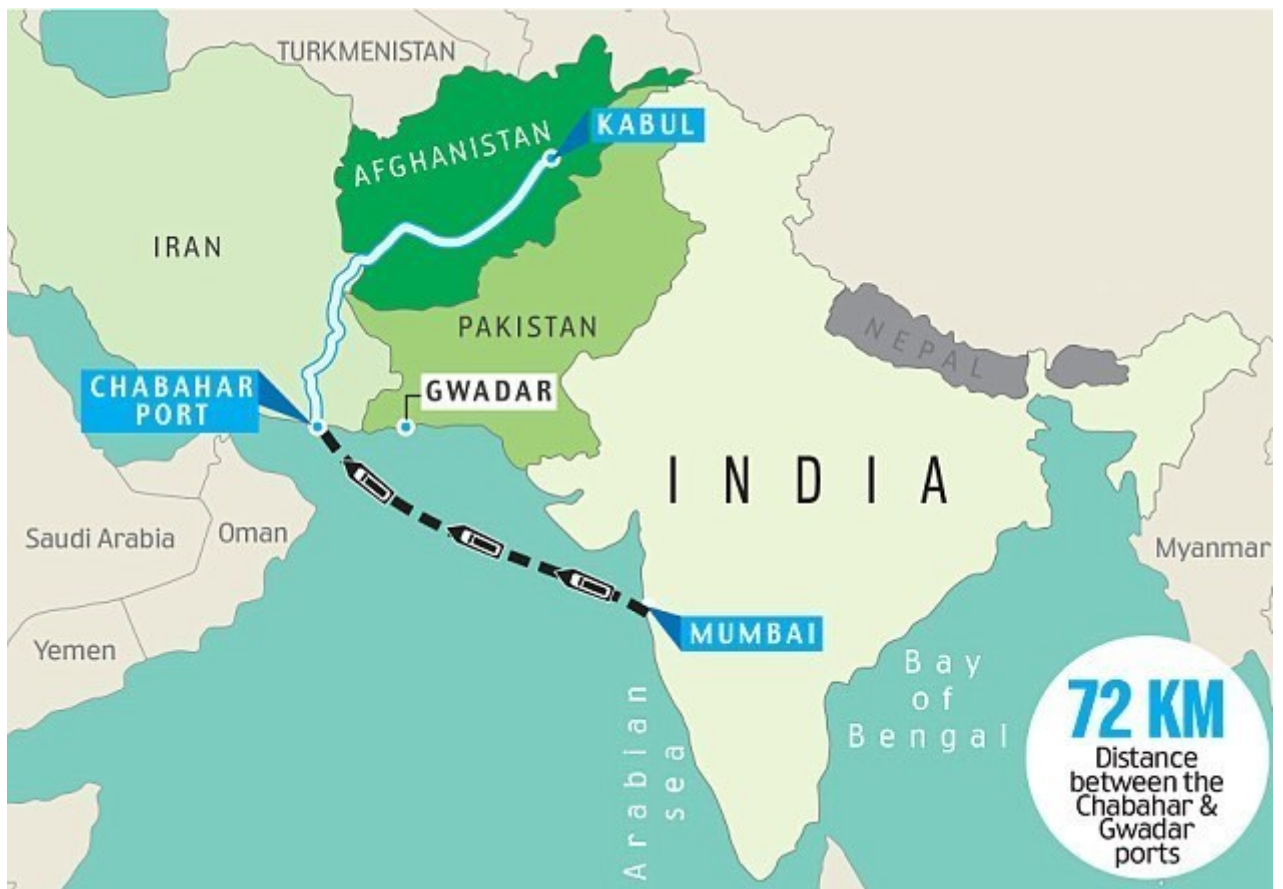 TURKMENISTAN
KABUL
AFGHANISTAN
IRAN
PAKISTAN
NEPAL
CHABAHAR
PORT
GWADAR
INDIA
Saudi Arabia
Oman
Myanmar
Yemen
MUMBAI
Arabian
sea
Bay
of
Bengal
72 KM
Distance
between the
Chabahar &
Gwadar
ports